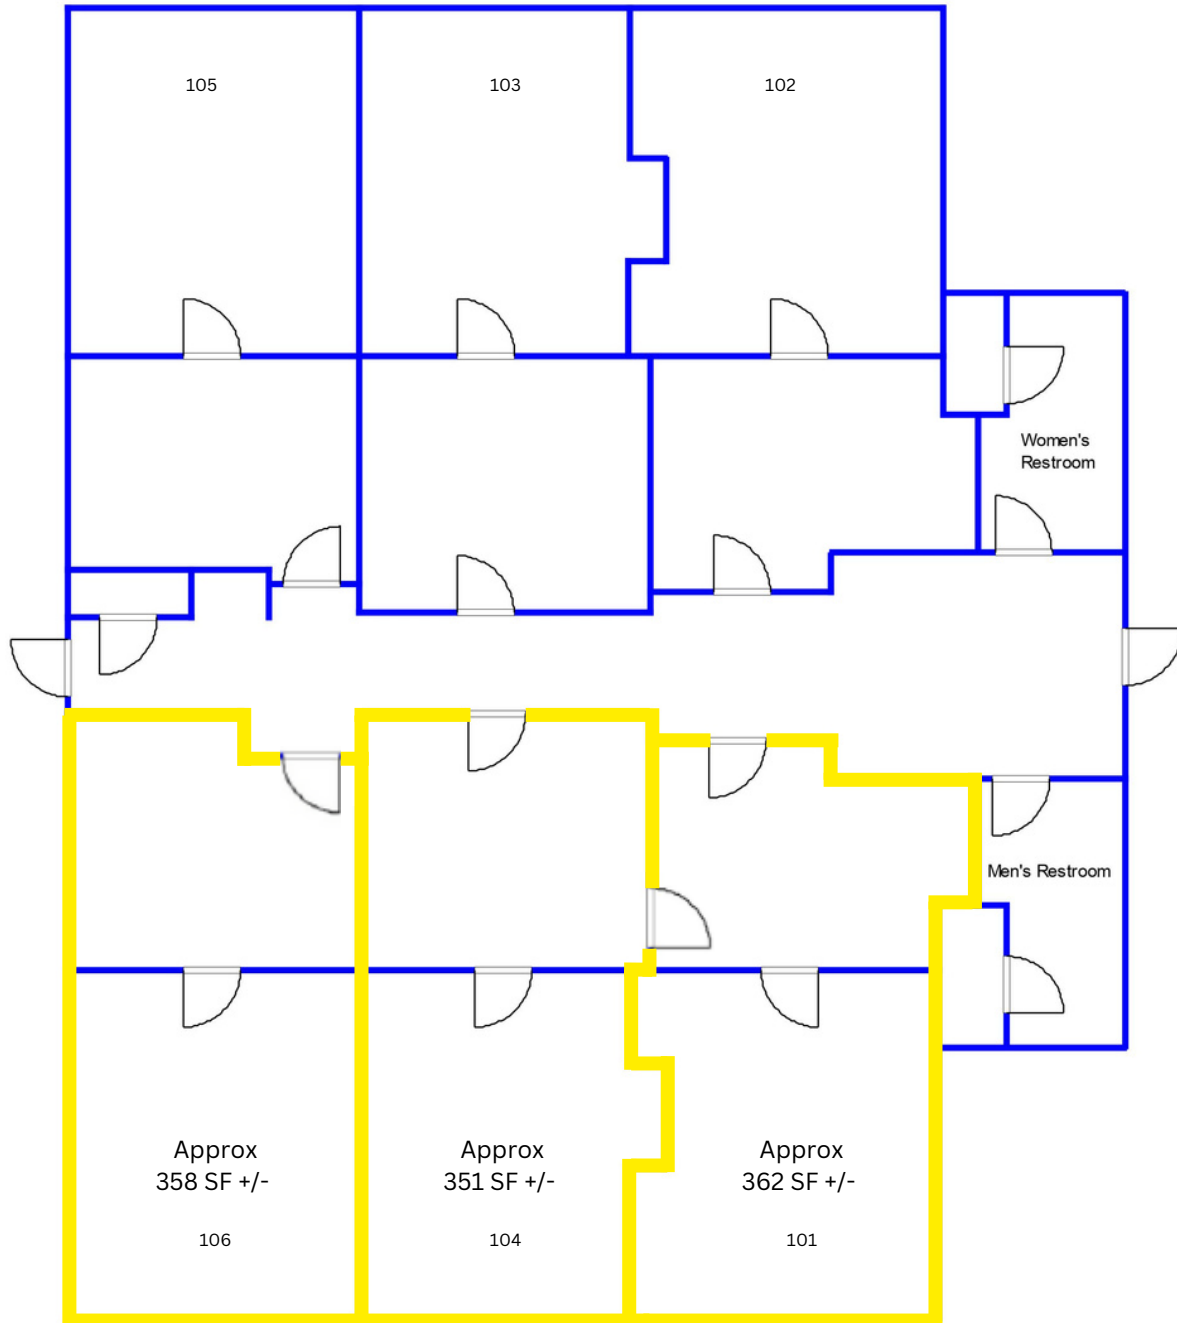 105
103
102
Women's
Restroom
Men's Restroom
Approx
358 SF +/-
106
Approx
351 SF +/-
104
Approx
362 SF +/-
101